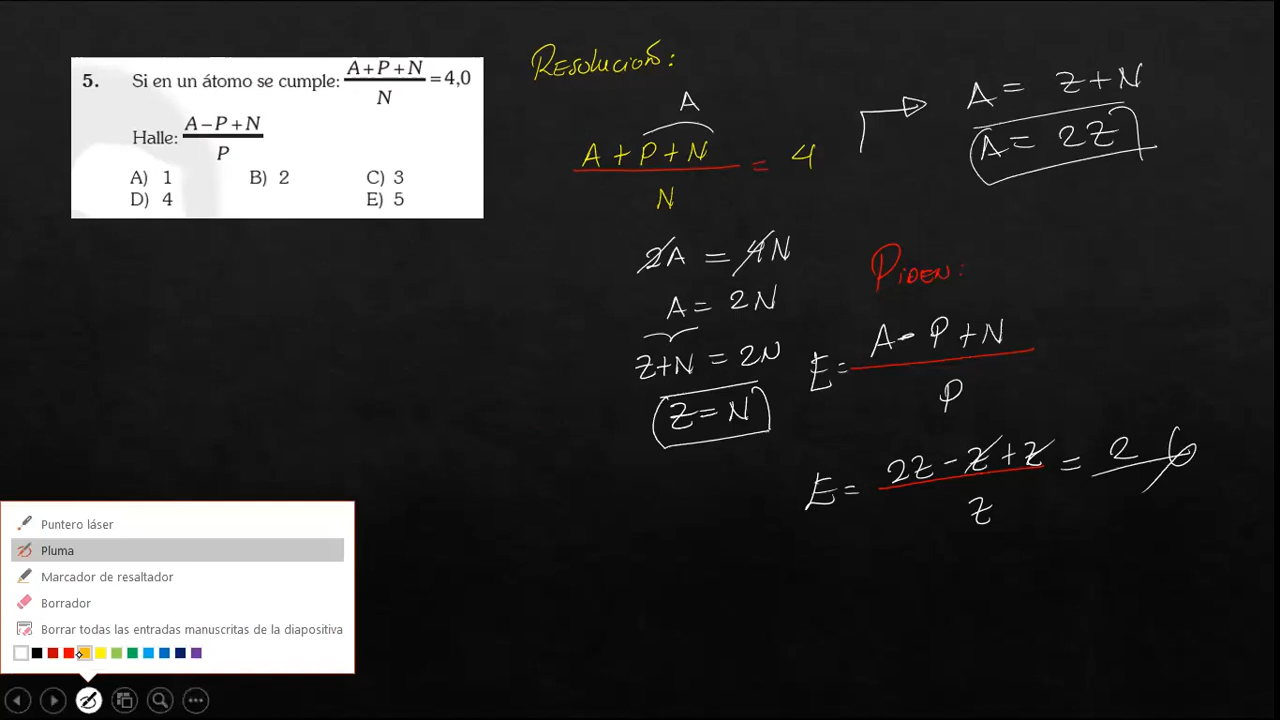 5. Si en un átomo se cumple: (A+P+N)/N = 4,0
Halle: (A−P+N)/P
A) 1 B) 2 C) 3
D) 4 E) 5
Resolución:
A
A + P + N = 4
N
2A = 4N
A = 2N
Z+N = 2N
Z = N
A = Z+N
A = 2Z
PIDEN:
E = A - P + N
P
E = 2Z - Z + Z = 2
Z
Puntero láser
Pluma
Marcador de resaltador
Borrador
Borrar todas las entradas manuscritas de la diapositiva